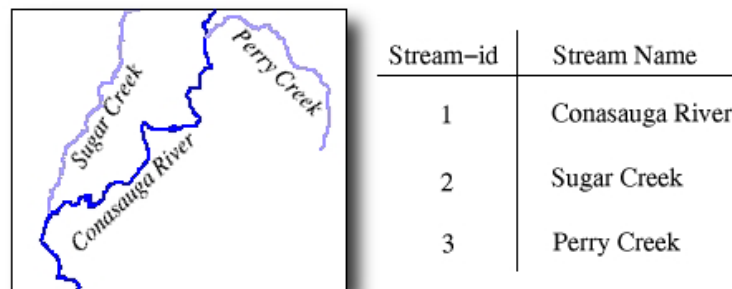 Perry Creek
Sugar Creek
Conasauga River
Stream-id Stream Name
1 Conasauga River
2 Sugar Creek
3 Perry Creek